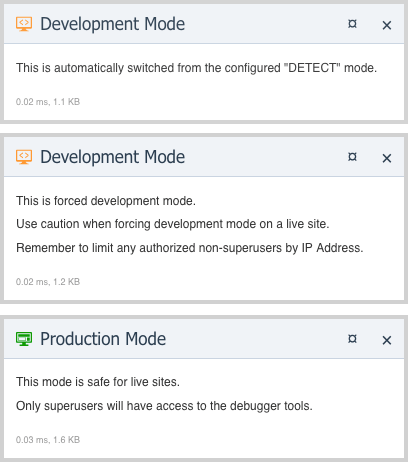 Development Mode
This is automatically switched from the configured "DETECT" mode.
0.02 ms, 1.1 KB
Development Mode
This is forced development mode.
Use caution when forcing development mode on a live site.
Remember to limit any authorized non-superusers by IP Address.
0.02 ms, 1.2 KB
Production Mode
This mode is safe for live sites.
Only superusers will have access to the debugger tools.
0.03 ms, 1.6 KB